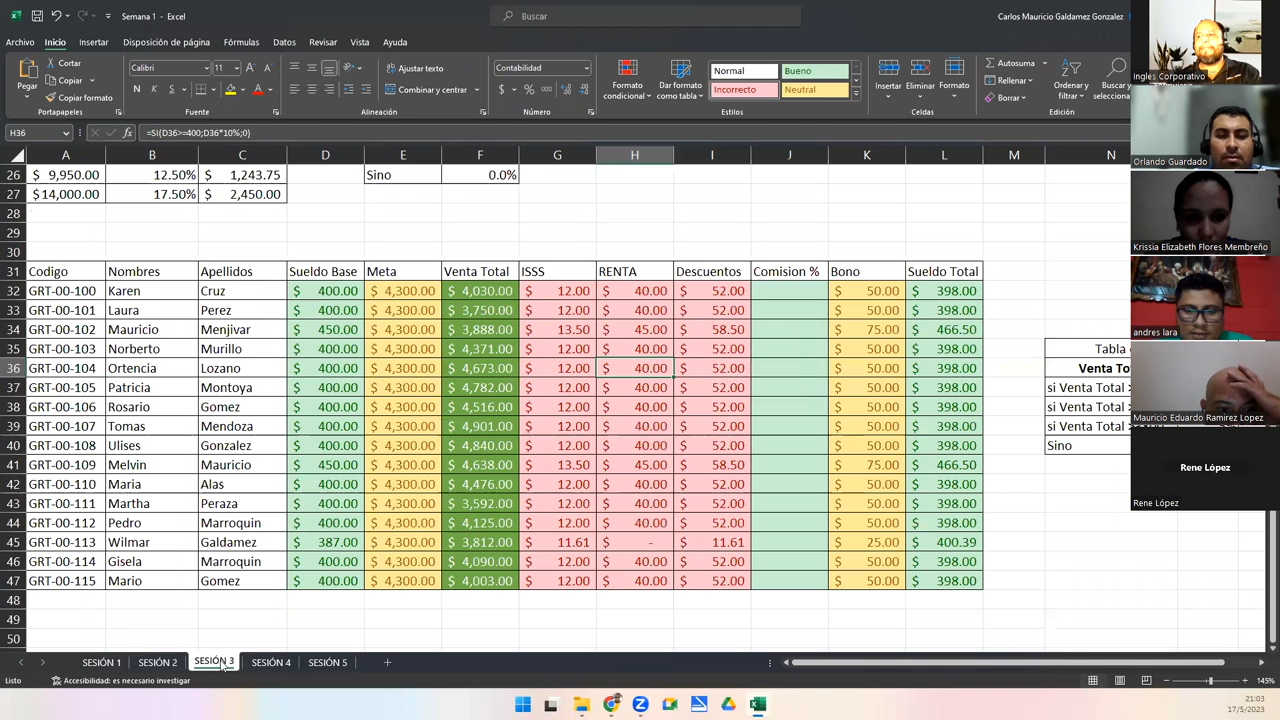 Semana 1 - Excel
Buscar
Carlos Mauricio Galdamez Gonzalez
Archivo Inicio Insertar Disposición de página Fórmulas Datos Revisar Vista Ayuda
Pegar
Cortar
Copiar
Copiar formato
Portapapeles
Calibri 11
N K S
Fuente
Ajustar texto
Combinar y centrar
Alineación
Contabilidad
$ % 000
Número
Formato condicional
Dar formato como tabla
Normal Bueno
Incorrecto Neutral
Estilos
Insertar Eliminar Formato
Celdas
Autosuma
Rellenar
Borrar
Ordenar y
Buscar y
filtrar
seleccionar
Edición
H36 fx =SI(D36>=400;D36*10%;0)
A B C D E F G H I J K L M N
26 $ 9,950.00 12.50% $ 1,243.75 Sino 0.0%
27 $14,000.00 17.50% $ 2,450.00
28
29
30
31 Codigo Nombres Apellidos Sueldo Base Meta Venta Total ISSS RENTA Descuentos Comision % Bono Sueldo Total
32 GRT-00-100 Karen Cruz $ 400.00 $ 4,300.00 $ 4,030.00 $ 12.00 $ 40.00 $ 52.00 $ 50.00 $ 398.00
33 GRT-00-101 Laura Perez $ 400.00 $ 4,300.00 $ 3,750.00 $ 12.00 $ 40.00 $ 52.00 $ 50.00 $ 398.00
34 GRT-00-102 Mauricio Menjivar $ 450.00 $ 4,300.00 $ 3,888.00 $ 13.50 $ 45.00 $ 58.50 $ 75.00 $ 466.50
35 GRT-00-103 Norberto Murillo $ 400.00 $ 4,300.00 $ 4,371.00 $ 12.00 $ 40.00 $ 52.00 $ 50.00 $ 398.00 Tabla
36 GRT-00-104 Ortencia Lozano $ 400.00 $ 4,300.00 $ 4,673.00 $ 12.00 $ 40.00 $ 52.00 $ 50.00 $ 398.00 Venta To
37 GRT-00-105 Patricia Montoya $ 400.00 $ 4,300.00 $ 4,782.00 $ 12.00 $ 40.00 $ 52.00 $ 50.00 $ 398.00 si Venta Total >
38 GRT-00-106 Rosario Gomez $ 400.00 $ 4,300.00 $ 4,516.00 $ 12.00 $ 40.00 $ 52.00 $ 50.00 $ 398.00 si Venta Total >
39 GRT-00-107 Tomas Mendoza $ 400.00 $ 4,300.00 $ 4,901.00 $ 12.00 $ 40.00 $ 52.00 $ 50.00 $ 398.00 si Venta Total
40 GRT-00-108 Ulises Gonzalez $ 400.00 $ 4,300.00 $ 4,840.00 $ 12.00 $ 40.00 $ 52.00 $ 50.00 $ 398.00 Sino
41 GRT-00-109 Melvin Mauricio $ 450.00 $ 4,300.00 $ 4,638.00 $ 13.50 $ 45.00 $ 58.50 $ 75.00 $ 466.50
42 GRT-00-110 Maria Alas $ 400.00 $ 4,300.00 $ 4,476.00 $ 12.00 $ 40.00 $ 52.00 $ 50.00 $ 398.00
43 GRT-00-111 Martha Peraza $ 400.00 $ 4,300.00 $ 3,592.00 $ 12.00 $ 40.00 $ 52.00 $ 50.00 $ 398.00
44 GRT-00-112 Pedro Marroquin $ 400.00 $ 4,300.00 $ 4,125.00 $ 12.00 $ 40.00 $ 52.00 $ 50.00 $ 398.00
45 GRT-00-113 Wilmar Galdamez $ 387.00 $ 4,300.00 $ 3,812.00 $ 11.61 $ - $ 11.61 $ 25.00 $ 400.39
46 GRT-00-114 Gisela Marroquin $ 400.00 $ 4,300.00 $ 4,090.00 $ 12.00 $ 40.00 $ 52.00 $ 50.00 $ 398.00
47 GRT-00-115 Mario Gomez $ 400.00 $ 4,300.00 $ 4,003.00 $ 12.00 $ 40.00 $ 52.00 $ 50.00 $ 398.00
48
49
50
SESIÓN 1 SESIÓN 2 SESIÓN 3 SESIÓN 4 SESIÓN 5
Listo Accesibilidad: es necesario investigar 145%
21:03
17/5/2023
Ingles Corporativo
Orlando Guardado
Krissia Elizabeth Flores Membreño
andres lara
Mauricio Eduardo Ramirez Lopez
Rene López
Rene López